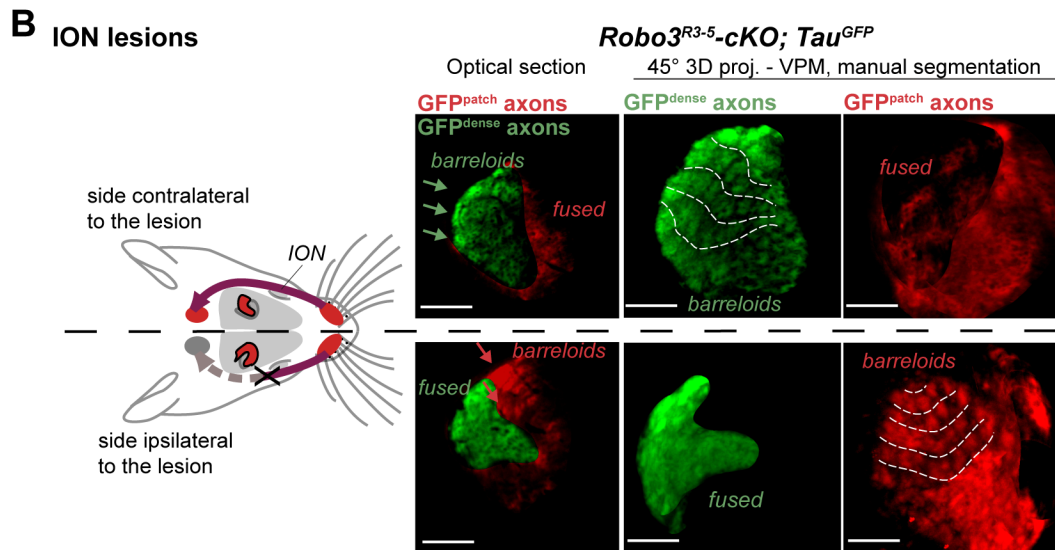 B ION lesions
Robo3R3-5-cKO; TauGFP
Optical section
45° 3D proj. - VPM, manual segmentation
GFPpatch axons
GFPdense axons
GFPdense axons
GFPpatch axons
barreloids
fused
barreloids
fused
side contralateral
to the lesion
ION
side ipsilateral
to the lesion
barreloids
fused
fused
barreloids